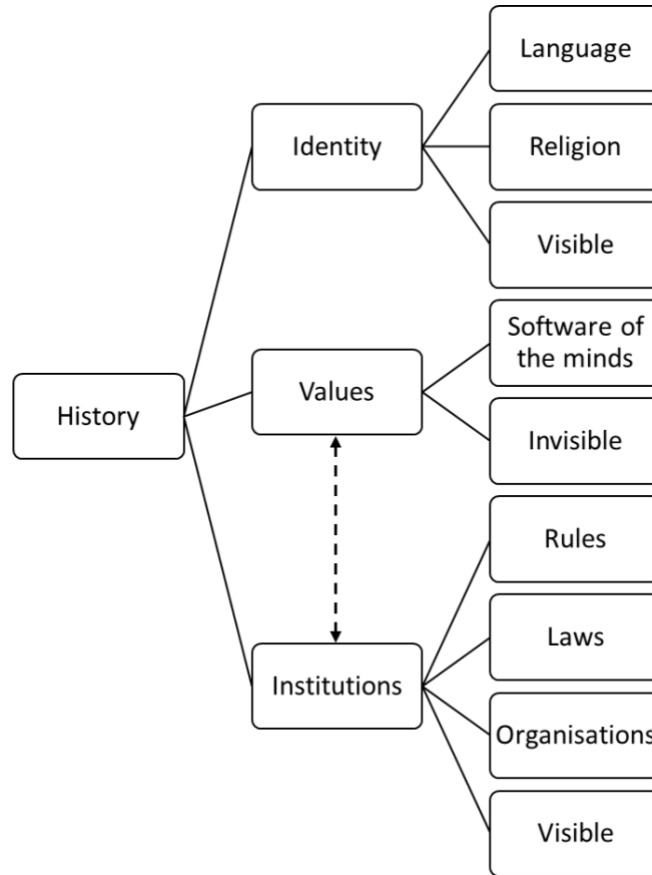 Language
Identity
Religion
Visible
Software of
the minds
History
Values
Invisible
Rules
Laws
Institutions
Organisations
Visible